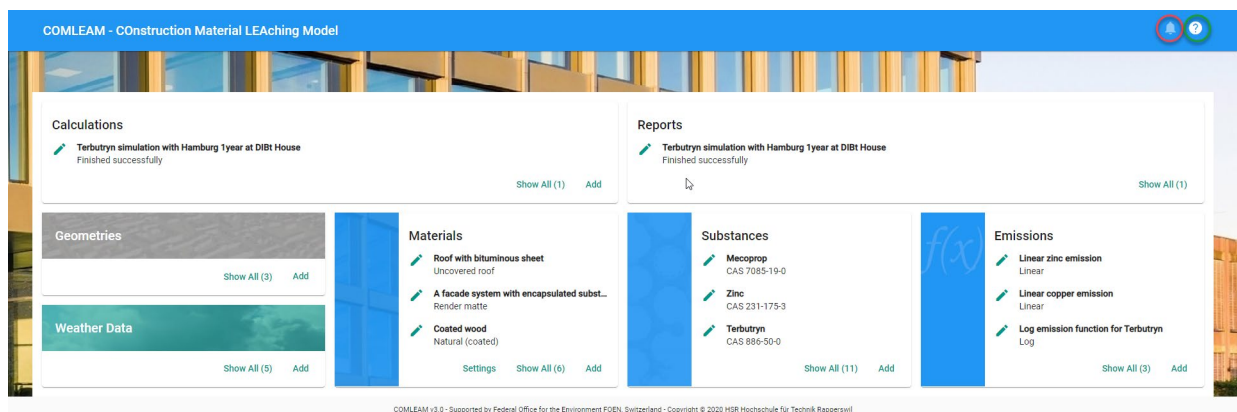 COMLEAM - COnstruction Material LEAching Model
?
Calculations
Terbutryn simulation with Hamburg 1year at DIBt House
Finished successfully
Show All (1) Add
Reports
Terbutryn simulation with Hamburg 1year at DIBt House
Finished successfully
Show All (1)
Geometries
Show All (3) Add
Weather Data
Show All (5) Add
Materials
Roof with bituminous sheet
Uncovered roof
A facade system with encapsulated subst...
Render matte
Coated wood
Natural (coated)
Settings Show All (6) Add
Substances
Mecoprop
CAS 7085-19-0
Zinc
CAS 231-175-3
Terbutryn
CAS 886-50-0
Show All (11) Add
f(x)
Emissions
Linear zinc emission
Linear
Linear copper emission
Linear
Log emission function for Terbutryn
Log
Show All (3) Add
COMLEAM v3.0 - Supported by Federal Office for the Environment FOEN, Switzerland - Copyright © 2020 HSR Hochschule für Technik Rapperswil